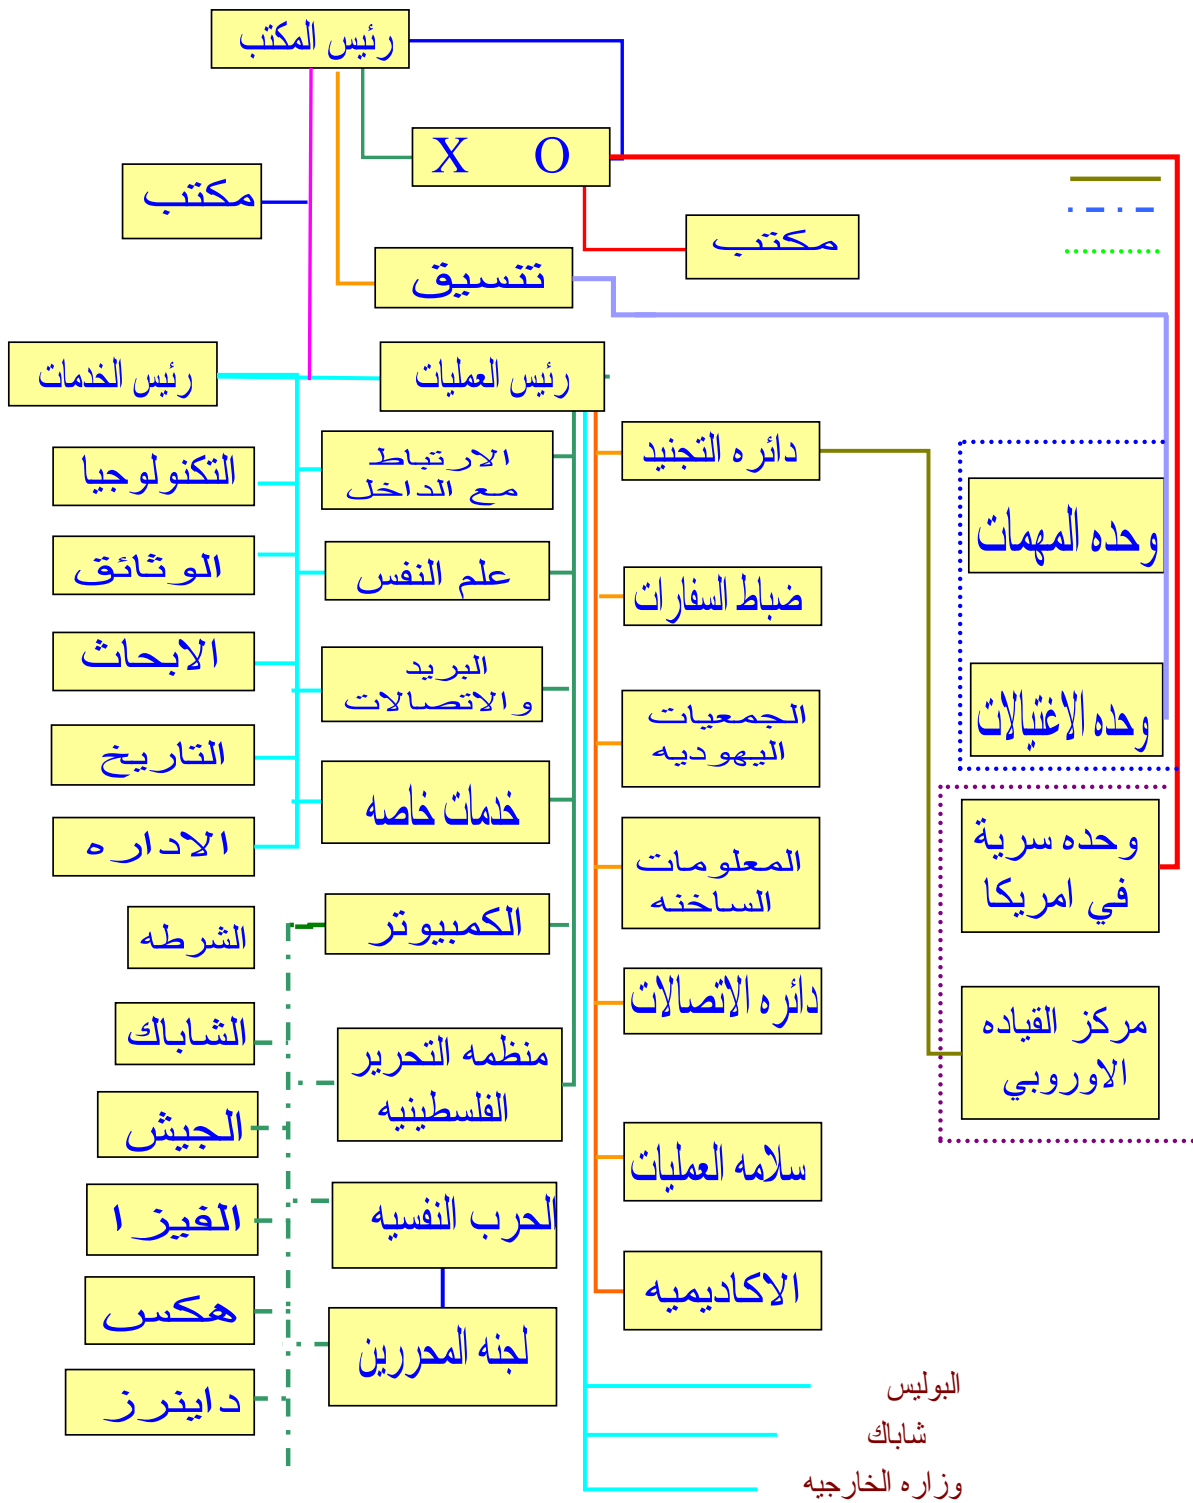 رئيس المكتب
X O
مكتب
مكتب
تنسيق
رئيس العمليات
رئيس الخدمات
دائره التجنيد
الارتباط
مع الداخل
التكنولوجيا
وحده المهمات
علم النفس
الوثائق
ضباط السفارات
البريد
والاتصالات
الابحاث
وحده الاغتيالات
الجمعيات
اليهوديه
التاريخ
خدمات خاصه
الاداره
وحده سرية
في امريكا
المعلومات
الساخنه
الكمبيوتر
الشرطه
دائره الاتصالات
مركز القياده
الاوروبي
الشاباك
منظمه التحرير
الفلسطينيه
الجيش
سلامه العمليات
الحرب النفسيه
الفيزا
الاكاديميه
هكس
لجنه المحررين
داينرز
البوليس
شاباك
وزاره الخارجيه